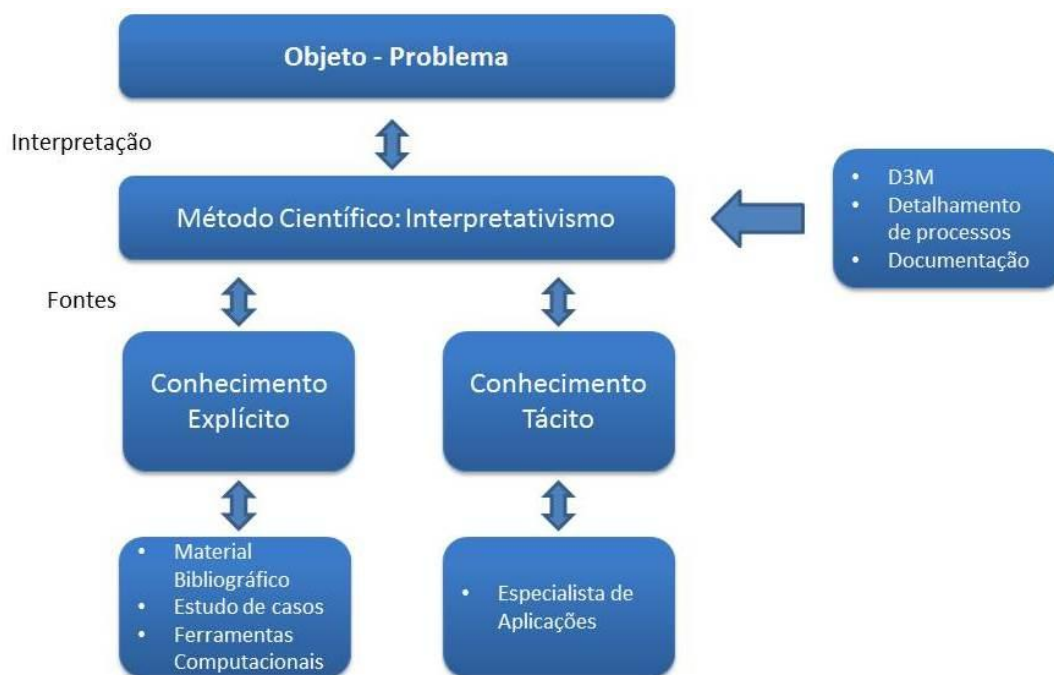 Objeto - Problema
Interpretação
Método Científico: Interpretativismo
• D3M
• Detalhamento
de processos
• Documentação
Fontes
Conhecimento
Explícito
Conhecimento
Tácito
• Material
Bibliográfico
• Estudo de casos
• Ferramentas
Computacionais
• Especialista de
Aplicações